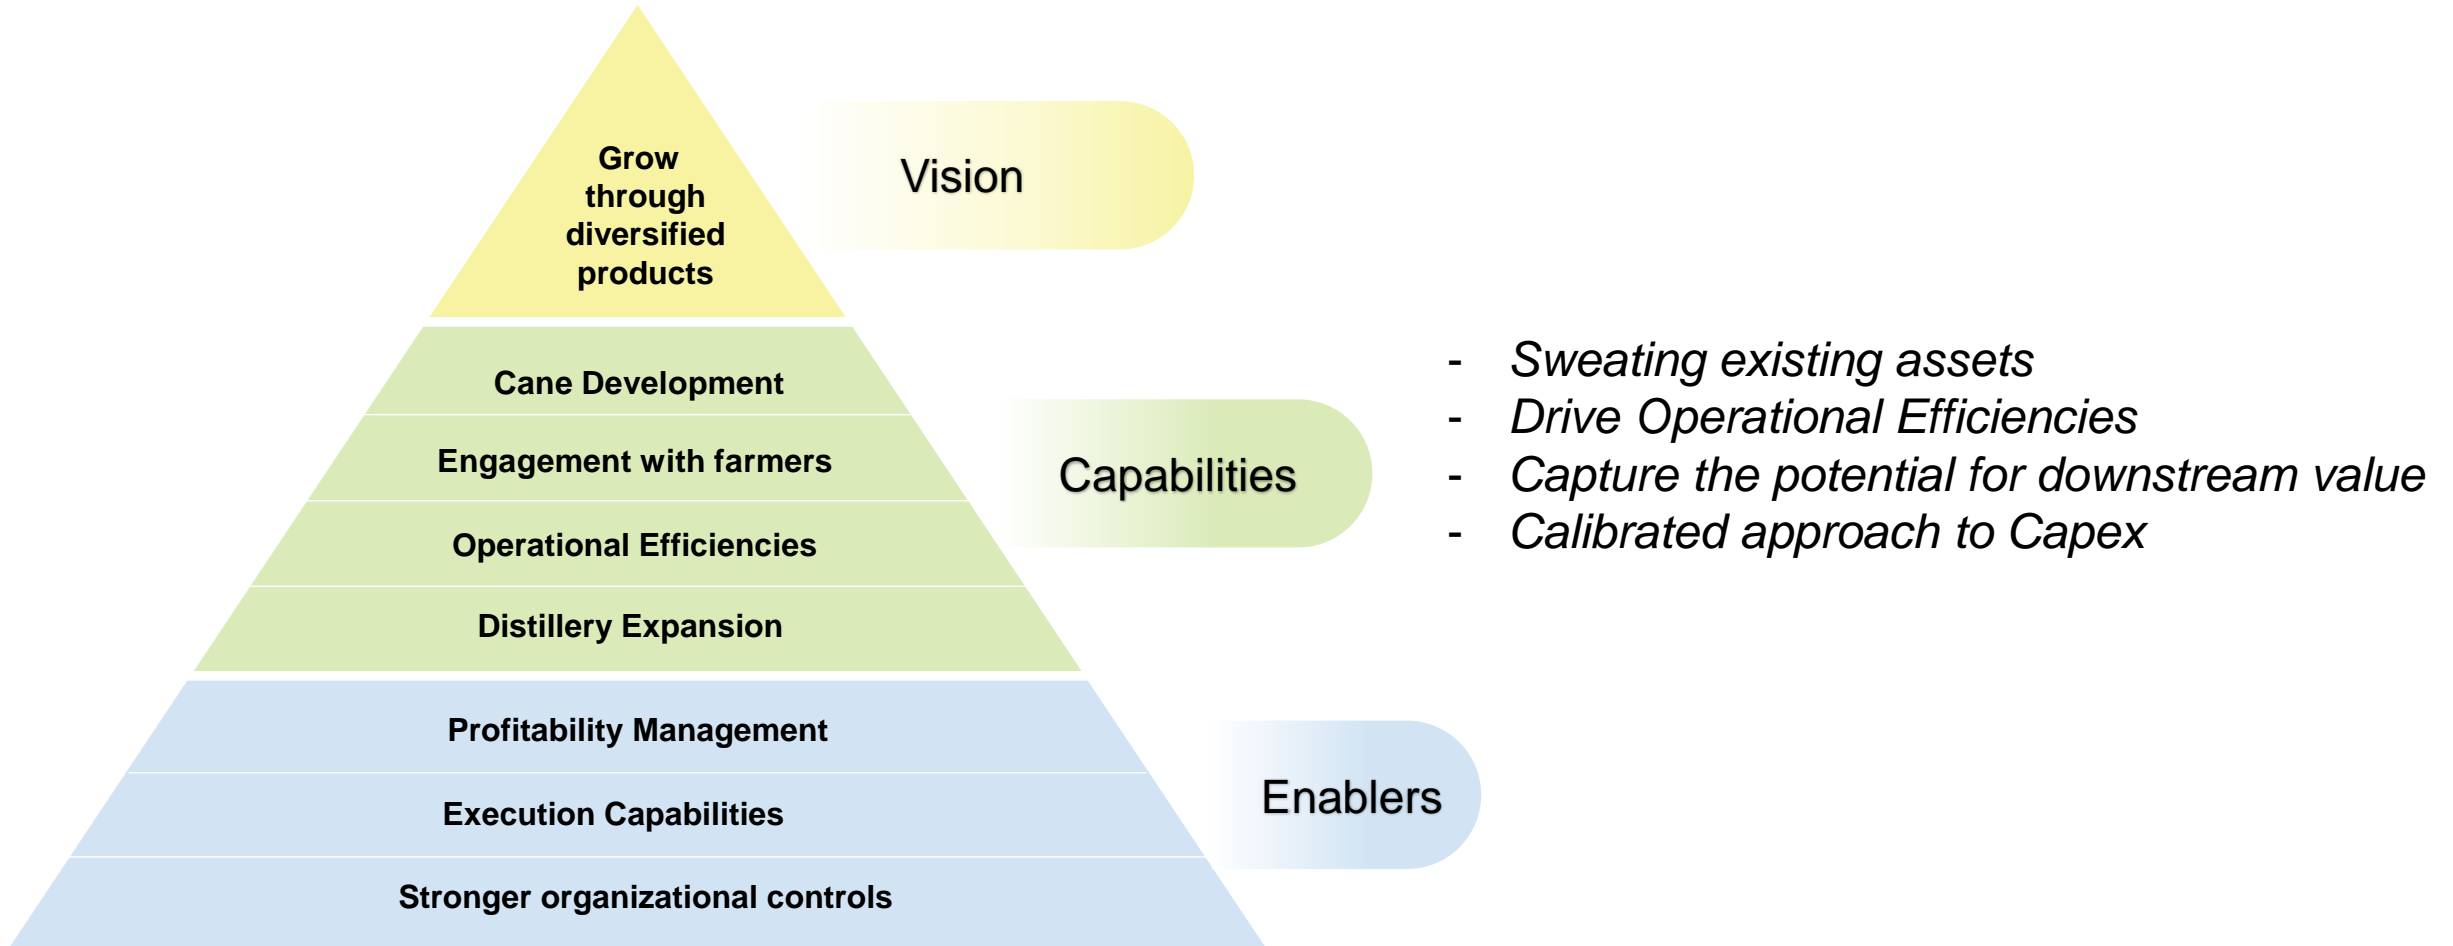 Grow
through
diversified
products
Vision
Cane Development
Engagement with farmers
Operational Efficiencies
Distillery Expansion
Capabilities
- Sweating existing assets
- Drive Operational Efficiencies
- Capture the potential for downstream value
- Calibrated approach to Capex
Profitability Management
Execution Capabilities
Stronger organizational controls
Enablers